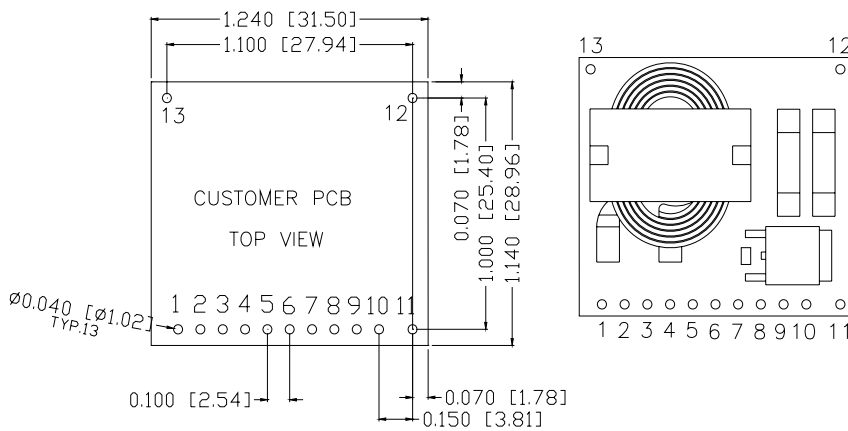 1.240 [31.50]
1.100 [27.94]
13
12
0.070 [1.78]
1.000 [25.40]
1.140 [28.96]
CUSTOMER PCB
TOP VIEW
Ø0.040 [Ø1.02]
TYP.13
1 2 3 4 5 6 7 8 9 10 11
0.100 [2.54]
0.070 [1.78]
0.150 [3.81]
13
12
1 2 3 4 5 6 7 8 9 10 11